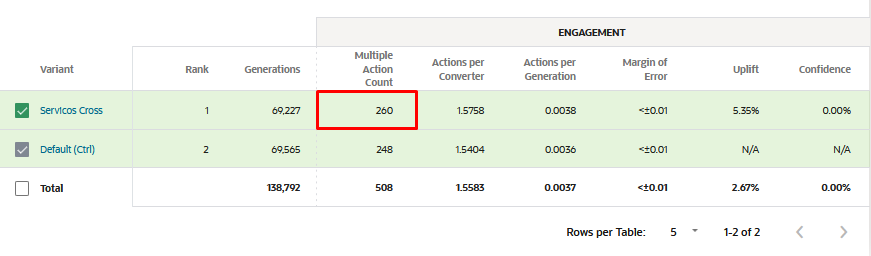 ENGAGEMENT
Variant Rank Generations Multiple Action Count Actions per Converter Actions per Generation Margin of Error Uplift Confidence
Servicos Cross 1 69,227 260 1.5758 0.0038 <±0.01 5.35% 0.00%
Default (Ctrl) 2 69,565 248 1.5404 0.0036 <±0.01 N/A N/A
Total 138,792 508 1.5583 0.0037 <±0.01 2.67% 0.00%
Rows per Table: 5 1-2 of 2